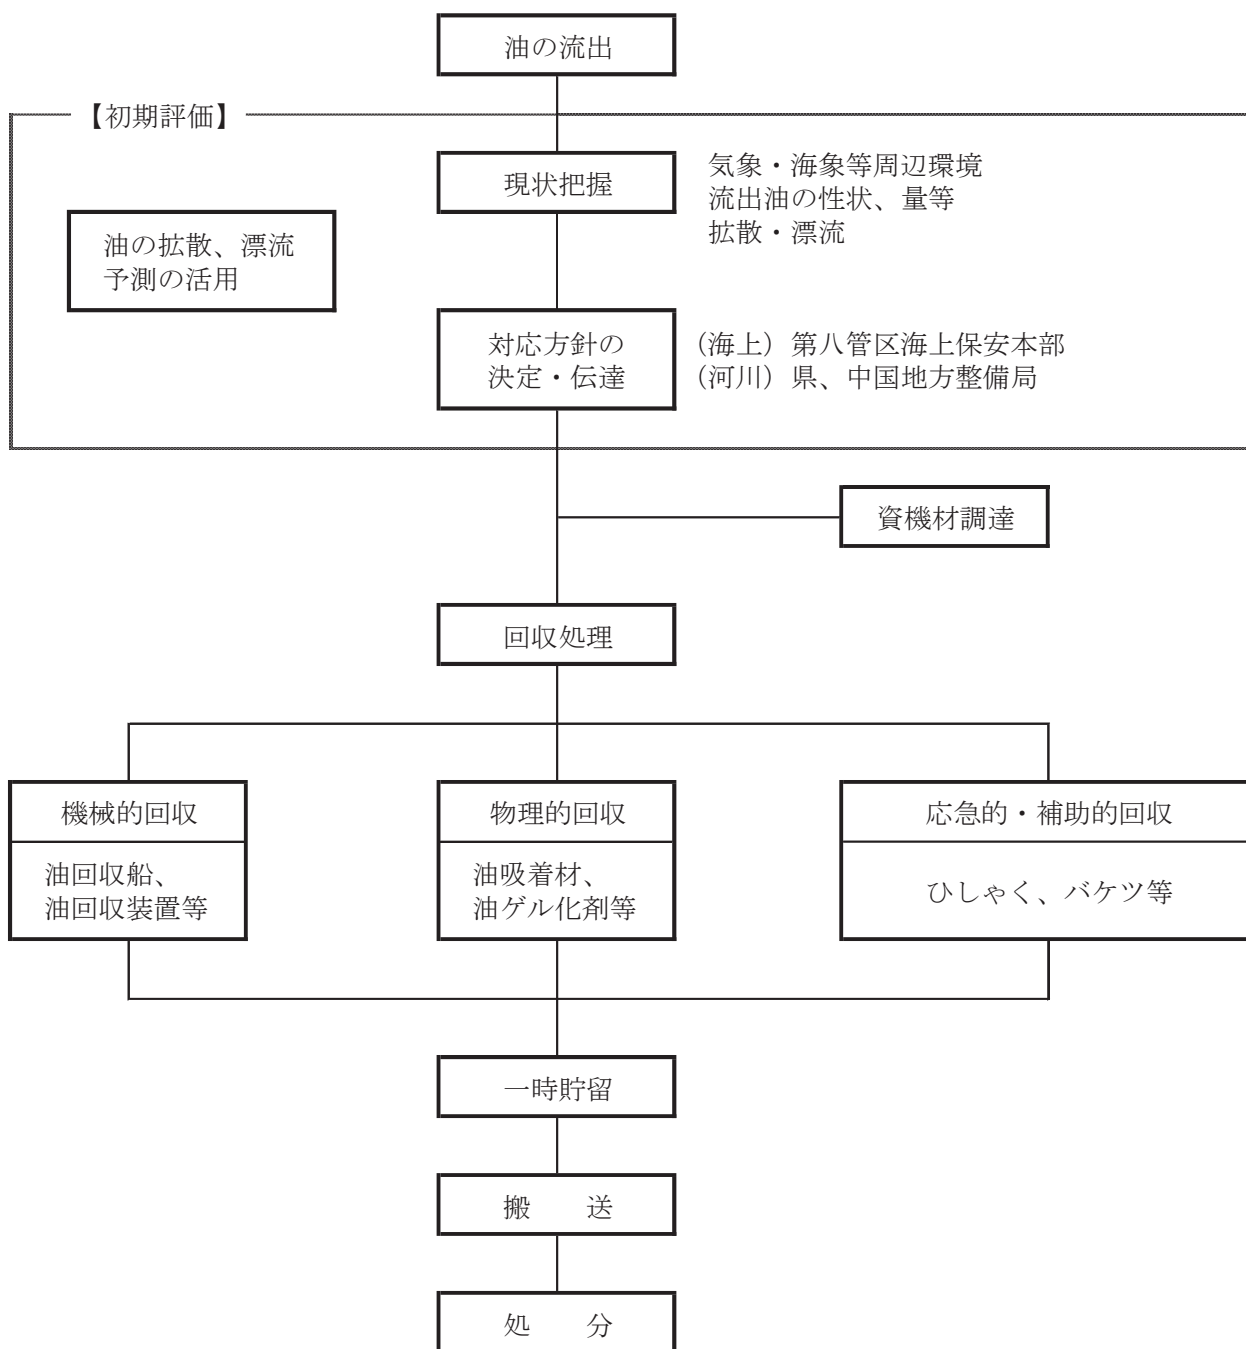 油の流出
【初期評価】
現状把握
気象・海象等周辺環境
流出油の性状、量等
拡散・漂流
油の拡散、漂流
予測の活用
対応方針の
決定・伝達
（海上）第八管区海上保安本部
（河川）県、中国地方整備局
資機材調達
回収処理
機械的回収
油回収船、
油回収装置等
物理的回収
油吸着材、
油ゲル化剤等
応急的・補助的回収
ひしゃく、バケツ等
一時貯留
搬　　送
処　　分